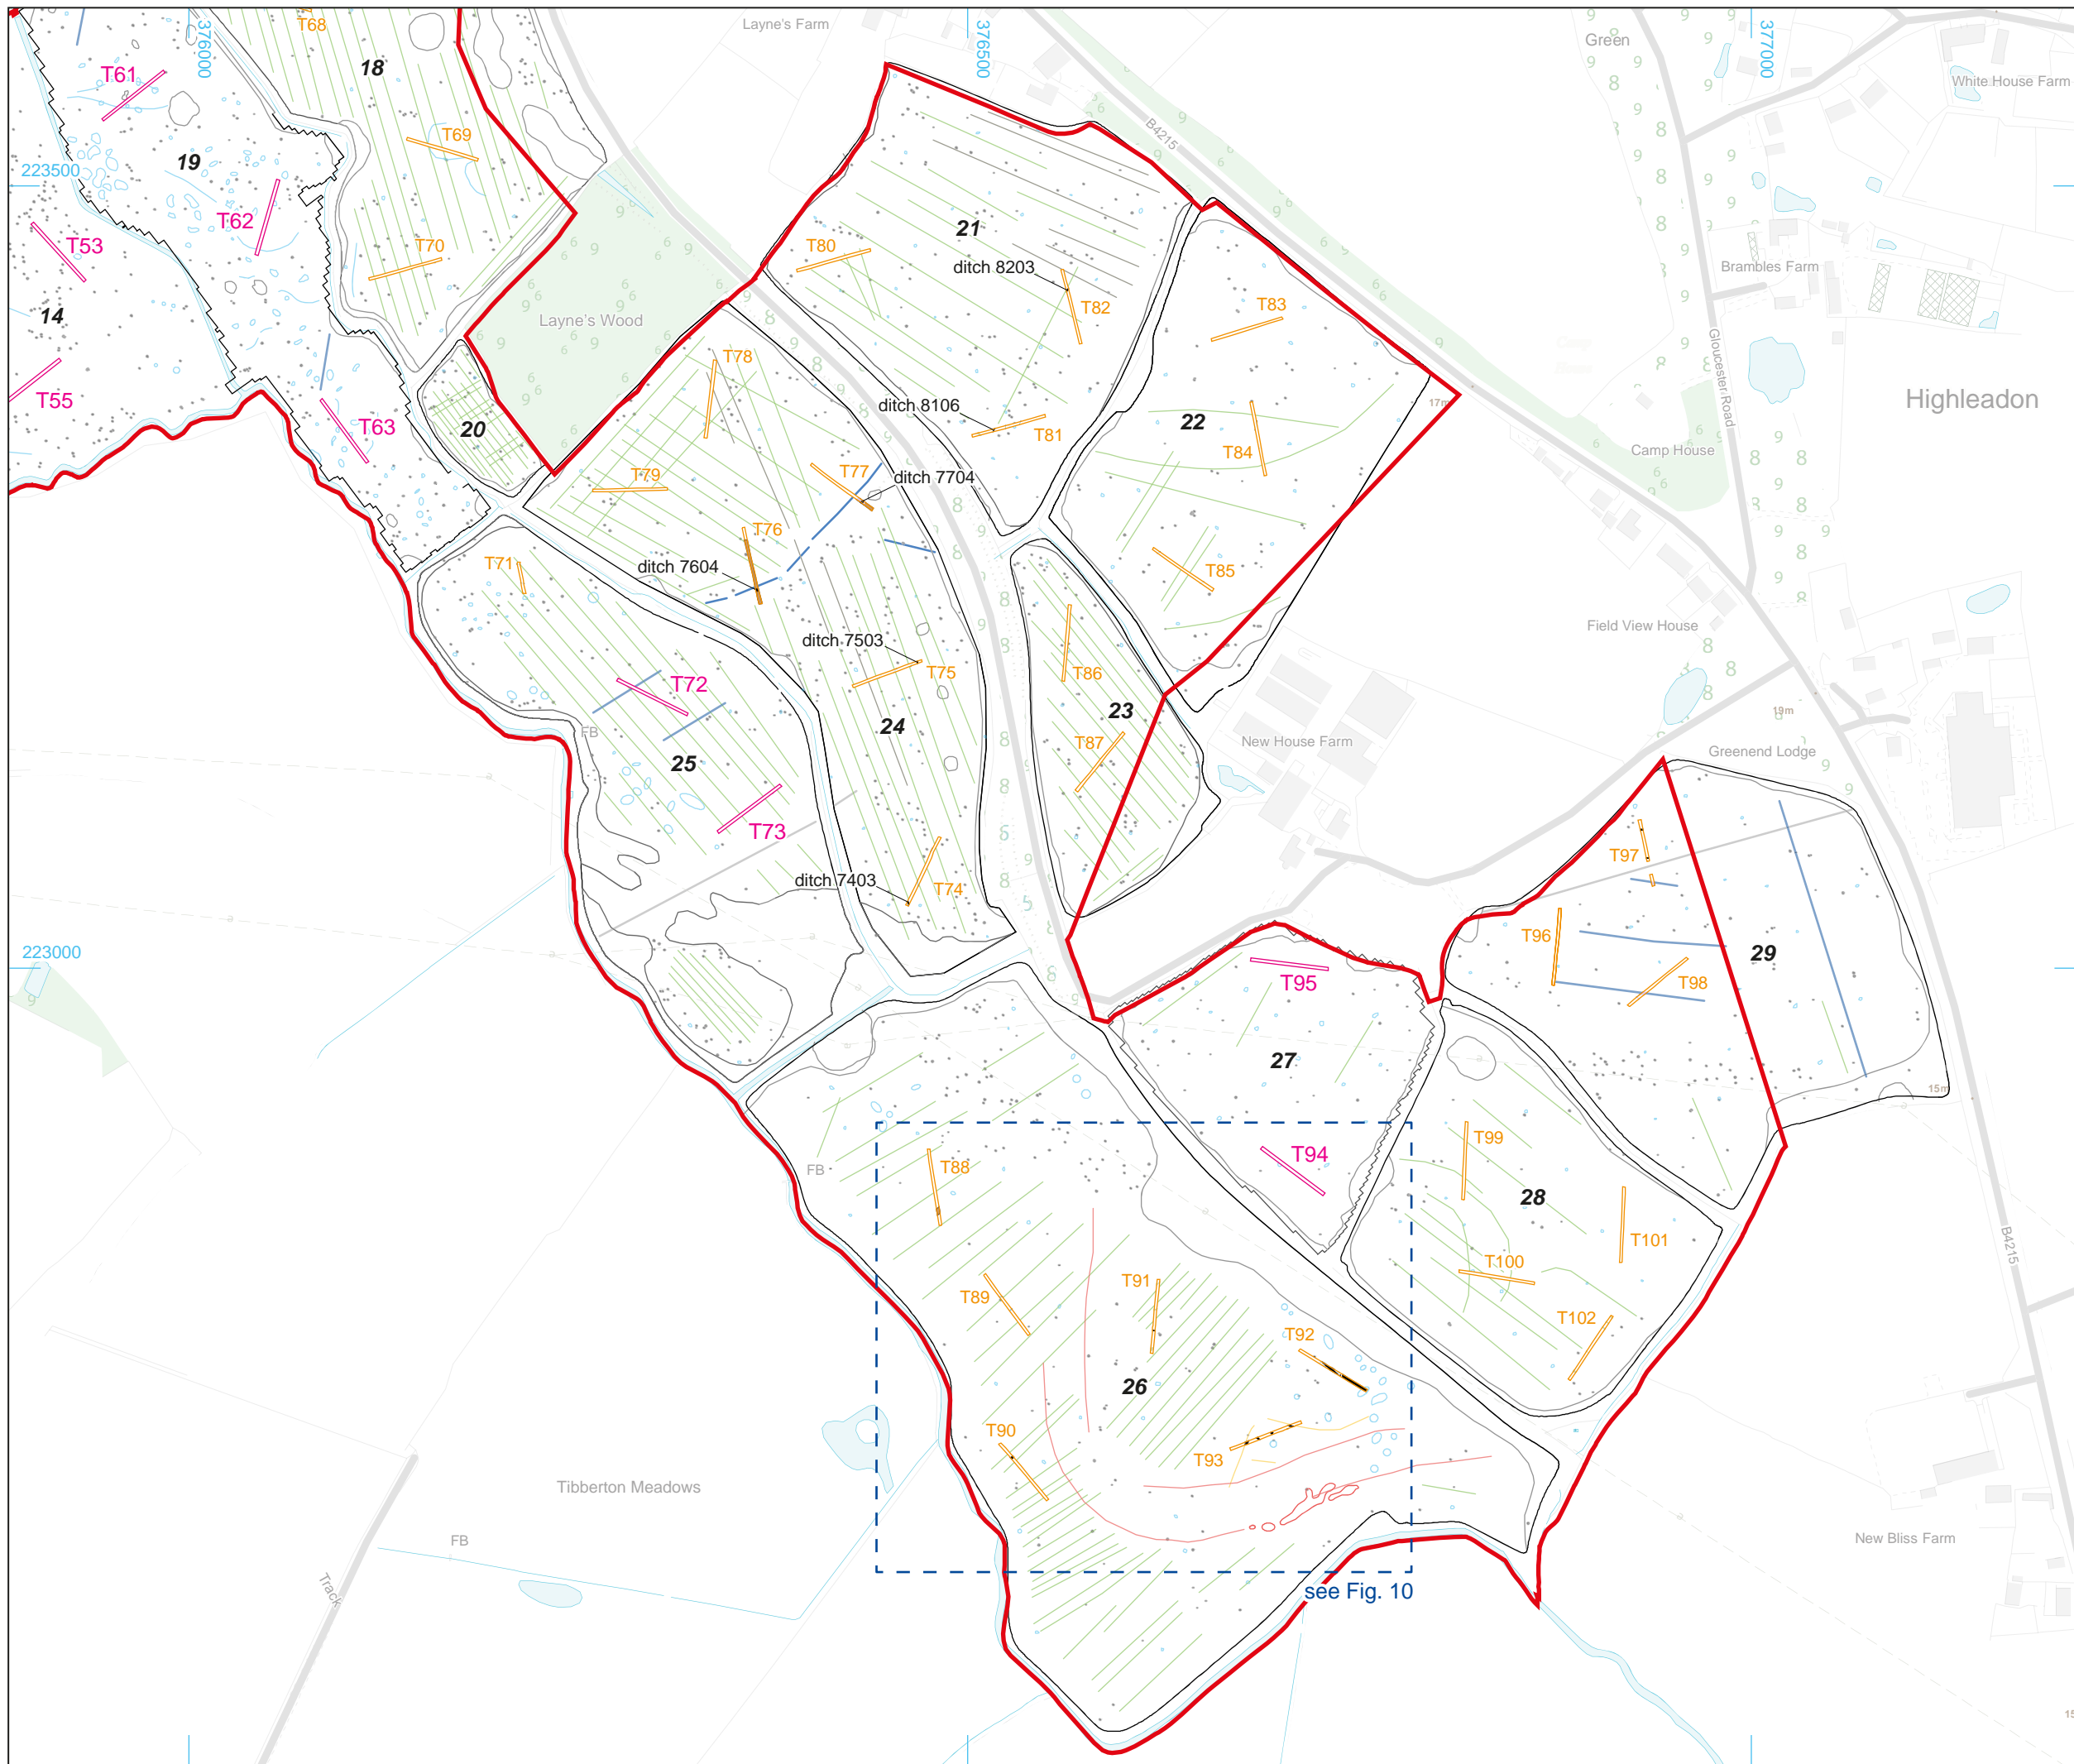 Layne's Farm
Green
376000
376500
377000
White House Farm
T68
18
T61
B4215
T69
19
223500
T62
T53
T70
21
T80
ditch 8203
Brambles Farm
T82
T83
14
Layne's Wood
Gloucester Road
T78
T55
T63
20
ditch 8106
T81
22
17m
Highleadon
T84
Camp House
T79
T77
ditch 7704
T76
T71
ditch 7604
T85
Field View House
ditch 7503
T75
T86
T72
23
24
19m
FB
25
T87
New House Farm
Greenend Lodge
T73
T97
ditch 7403
T74
T96
29
223000
T95
T98
27
15m
T99
T94
FB
T88
28
T101
B4215
T100
T91
T89
T102
T92
26
T90
T93
Tibberton Meadows
FB
New Bliss Farm
Track
see Fig. 10
15